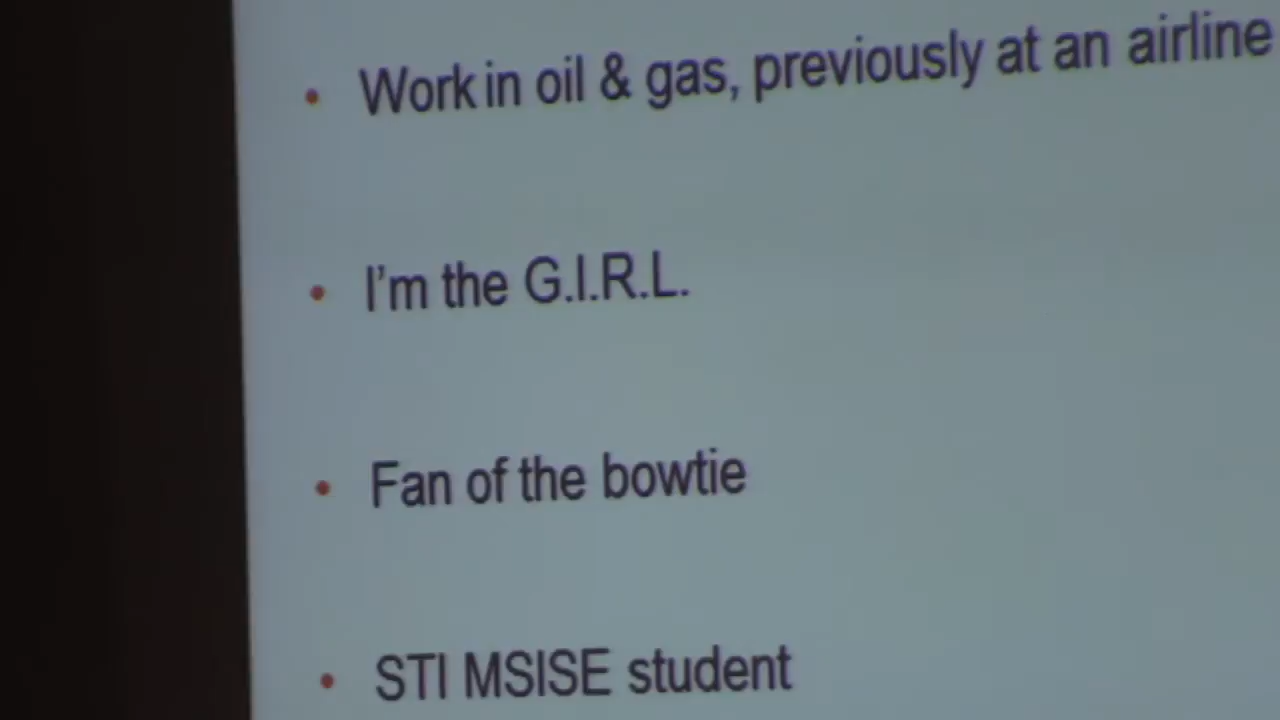 • Work in oil & gas, previously at an airline
• I'm the G.I.R.L.
• Fan of the bowtie
• STI MSISE student